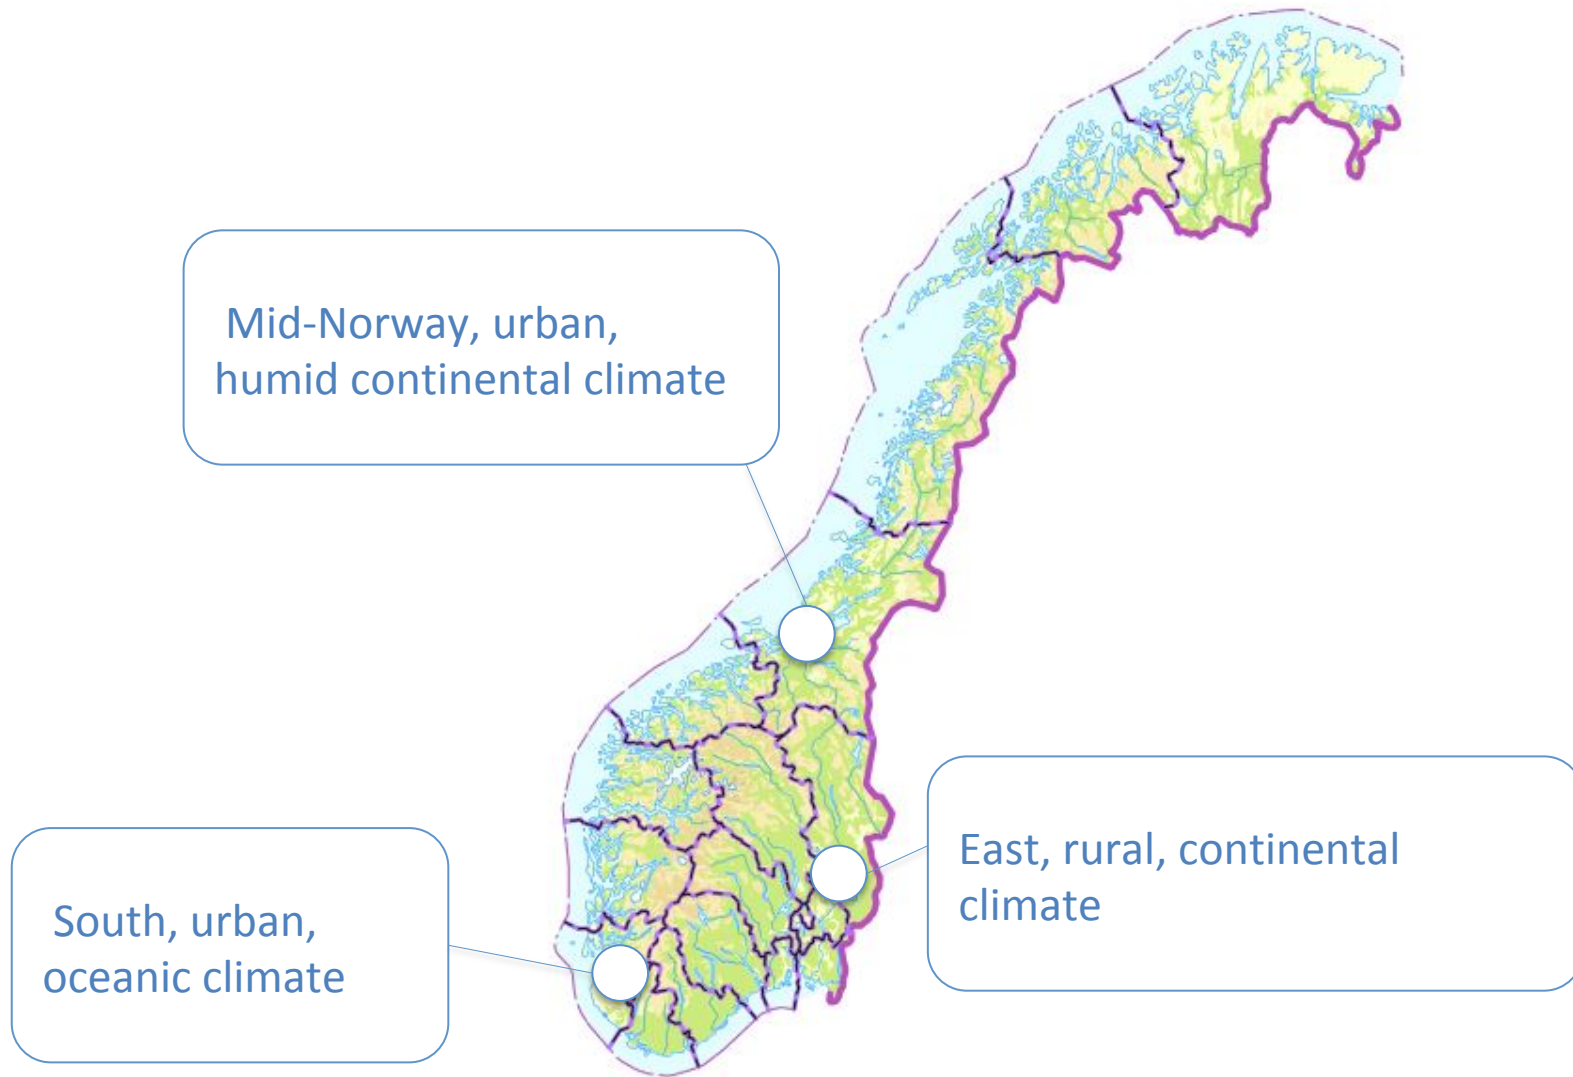 Mid-Norway, urban,
humid continental climate
East, rural, continental
climate
South, urban,
oceanic climate